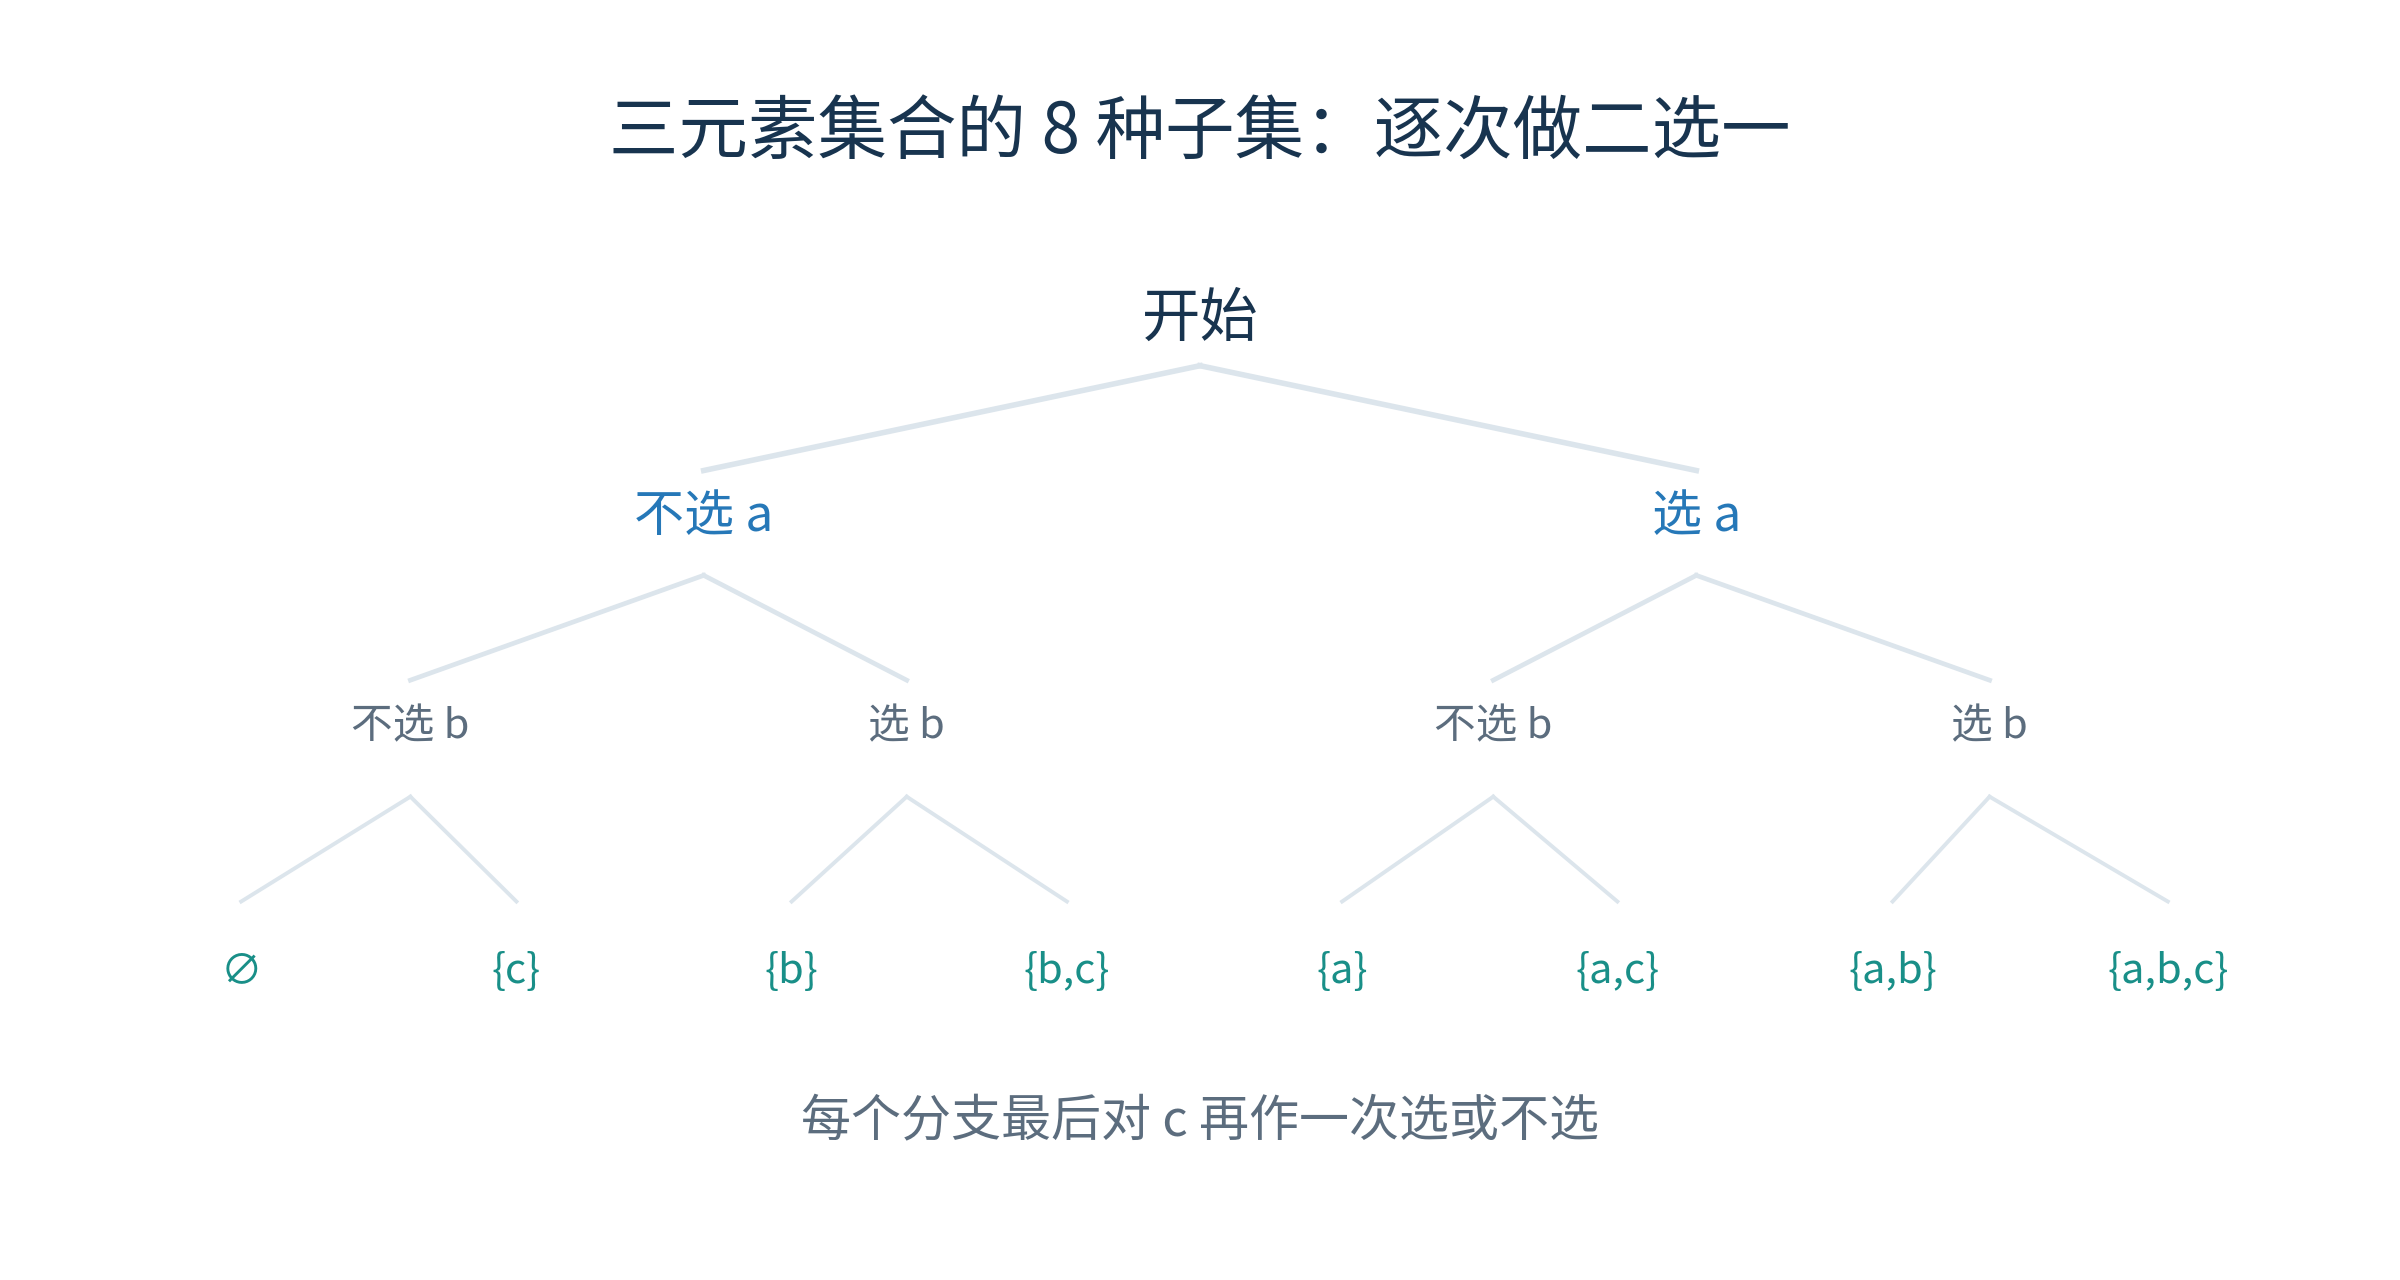 三元素集合的 8 种子集：逐次做二选一
开始
不选 a
选 a
不选 b
选 b
不选 b
选 b
∅
{c}
{b}
{b,c}
{a}
{a,c}
{a,b}
{a,b,c}
每个分支最后对 c 再作一次选或不选